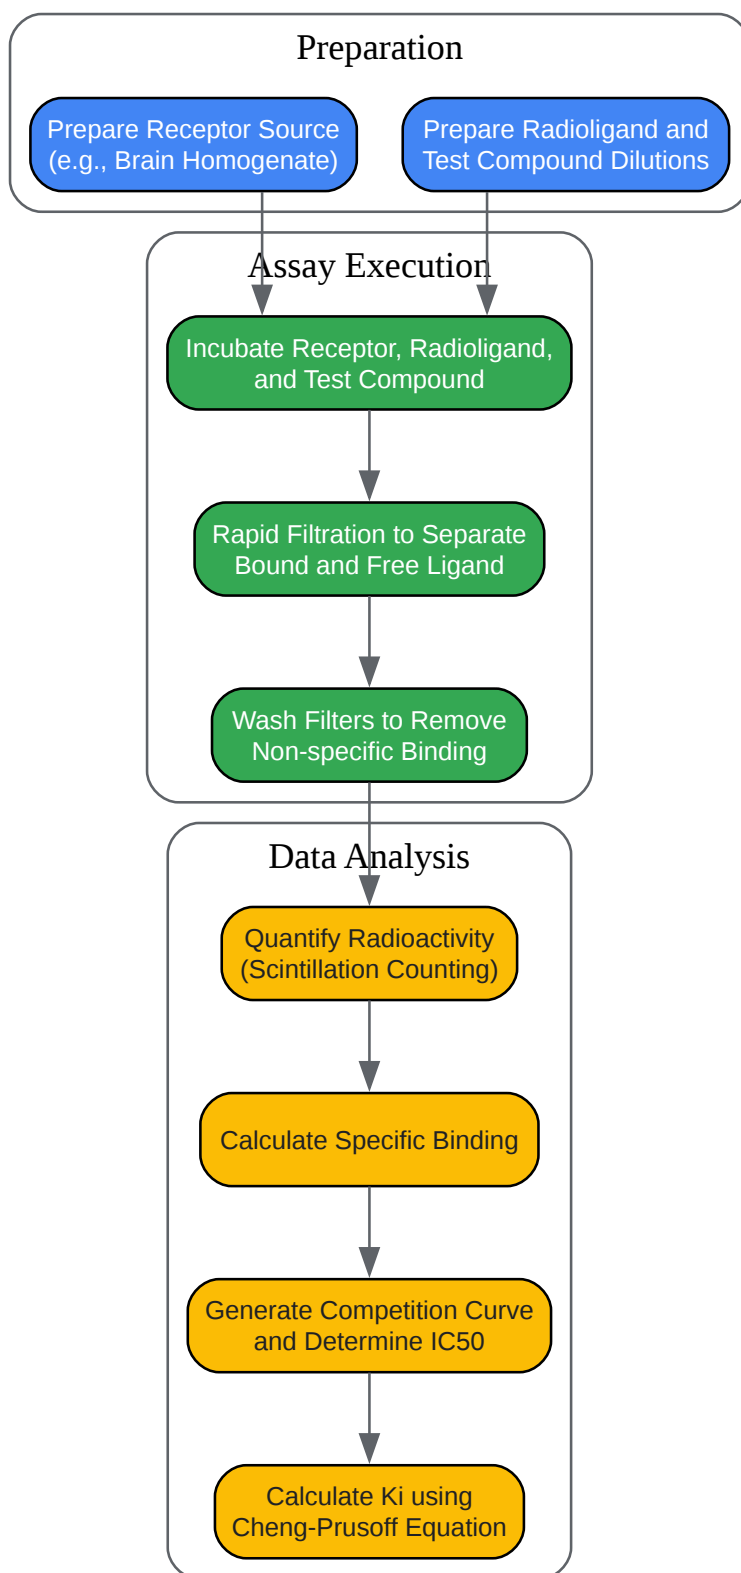 Preparation
Prepare Receptor Source
(e.g., Brain Homogenate)
Prepare Radioligand and
Test Compound Dilutions
Assay Execution
Incubate Receptor, Radioligand,
and Test Compound
Rapid Filtration to Separate
Bound and Free Ligand
Wash Filters to Remove
Non-specific Binding
Data Analysis
Quantify Radioactivity
(Scintillation Counting)
Calculate Specific Binding
Generate Competition Curve
and Determine IC50
Calculate Ki using
Cheng-Prusoff Equation